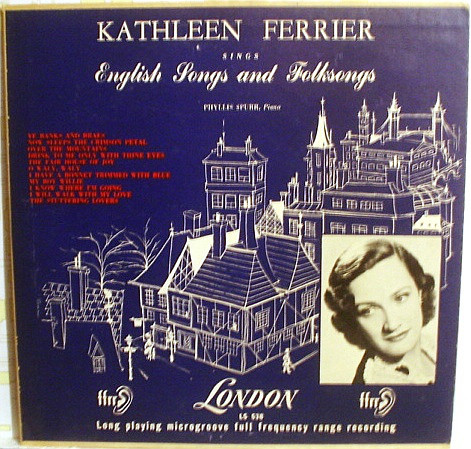 KATHLEEN FERRIER
SINGS
English Songs and Folksongs
PHYLLIS SPURR, Piano
YE BANKS AND BRAES
NOW SLEEPS THE CRIMSON PETAL
OVER THE MOUNTAINS
DRINK TO ME ONLY WITH THINE EYES
THE FAIR HOUSE OF JOY
O WALY, WALY
I HAVE A BONNET TRIMMED WITH BLUE
MY BOY WILLIE
I KNOW WHERE I'M GOING
I WILL WALK WITH MY LOVE
THE STUTTERING LOVERS
ffrr LONDON ffrr
LS 538
Long playing microgroove full frequency range recording